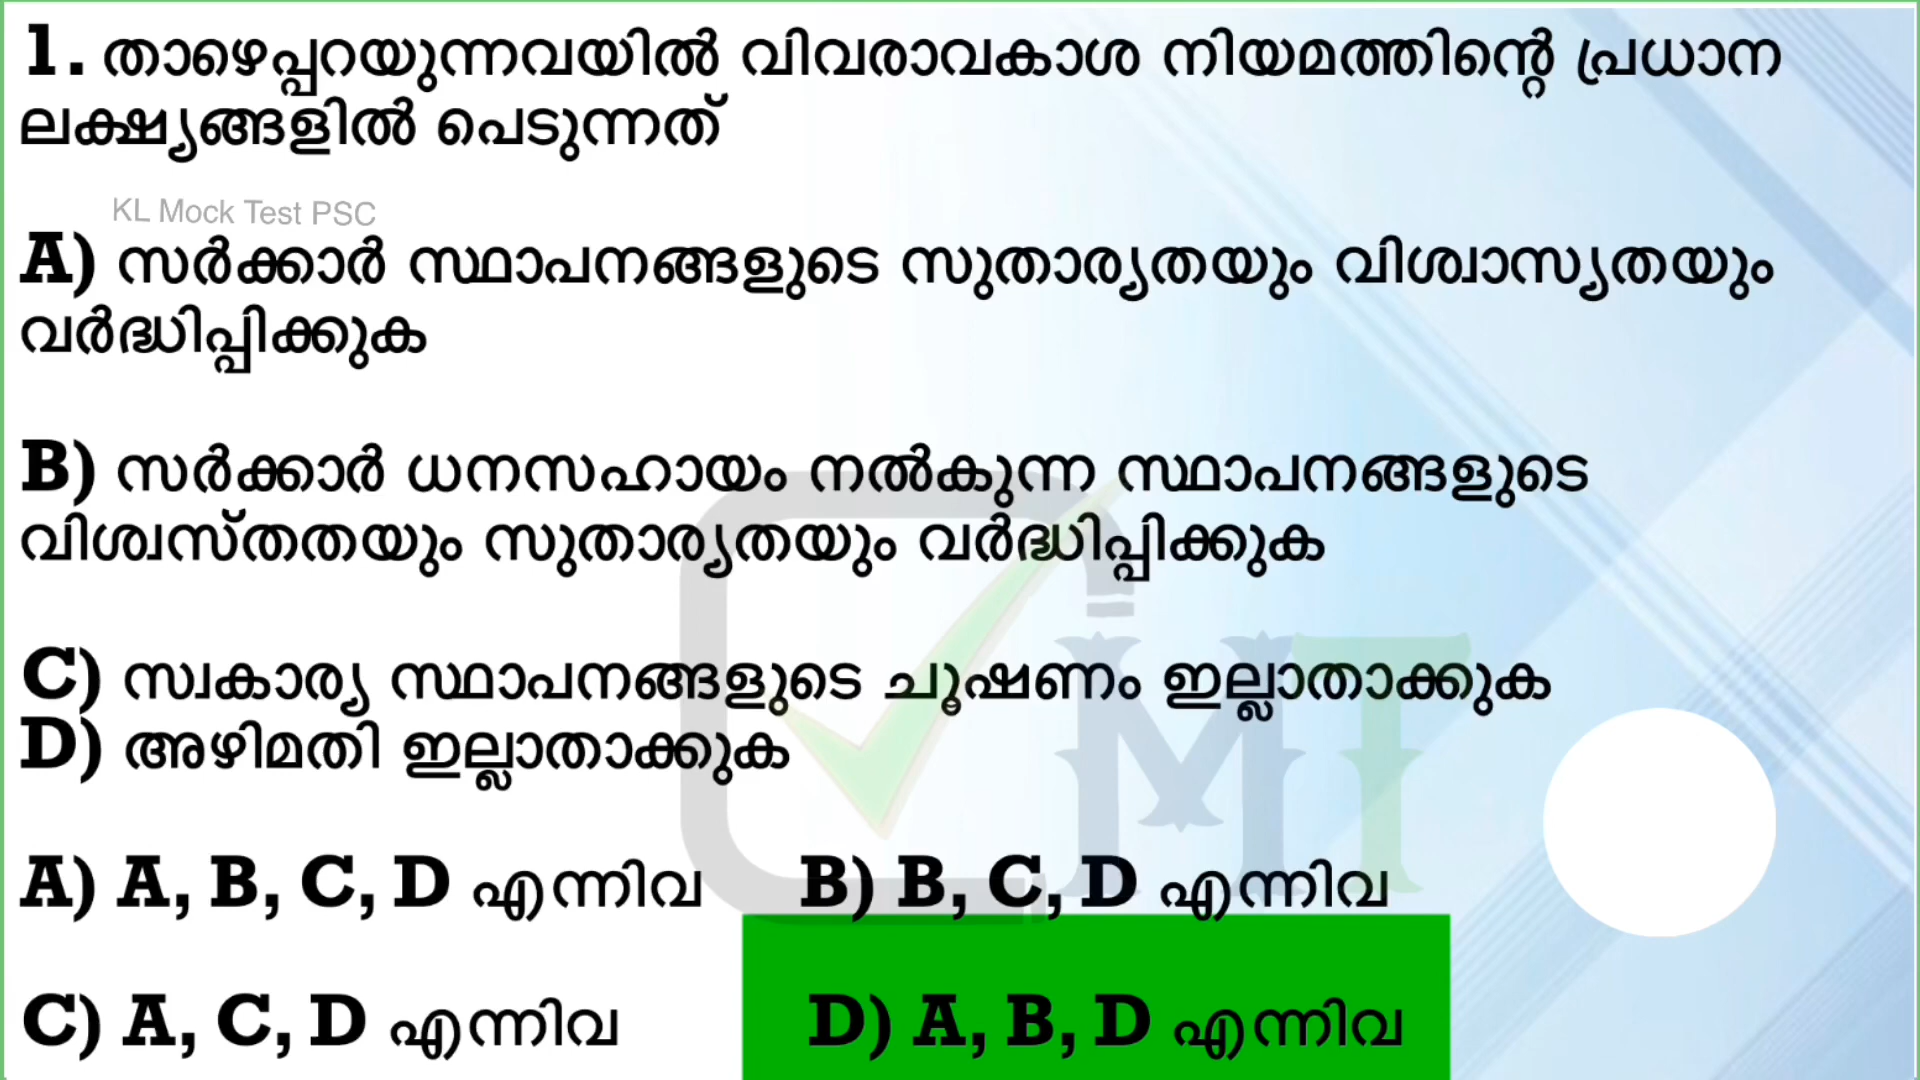 1. താഴെപ്പറയുന്നവയിൽ വിവരാവകാശ നിയമത്തിന്റെ പ്രധാന
ലക്ഷ്യങ്ങളിൽ പെടുന്നത്
KL Mock Test PSC
A) സർക്കാർ സ്ഥാപനങ്ങളുടെ സുതാര്യതയും വിശ്വാസ്യതയും
വർദ്ധിപ്പിക്കുക
B) സർക്കാർ ധനസഹായം നൽകുന്ന സ്ഥാപനങ്ങളുടെ
വിശ്വസ്തതയും സുതാര്യതയും വർദ്ധിപ്പിക്കുക
C) സ്വകാര്യ സ്ഥാപനങ്ങളുടെ ചൂഷണം ഇല്ലാതാക്കുക
D) അഴിമതി ഇല്ലാതാക്കുക
MT
A) A, B, C, D എന്നിവ B) B, C, D എന്നിവ
C) A, C, D എന്നിവ D) A, B, D എന്നിവ